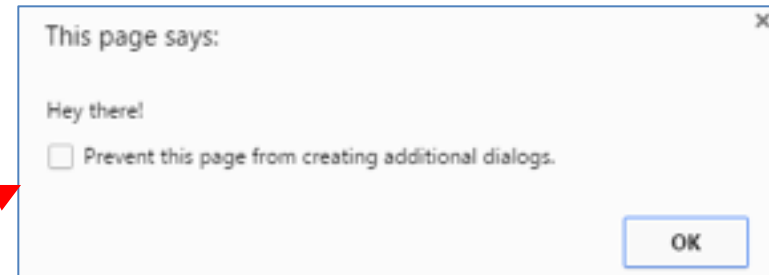 This page says:
Hey there!
Prevent this page from creating additional dialogs.
OK